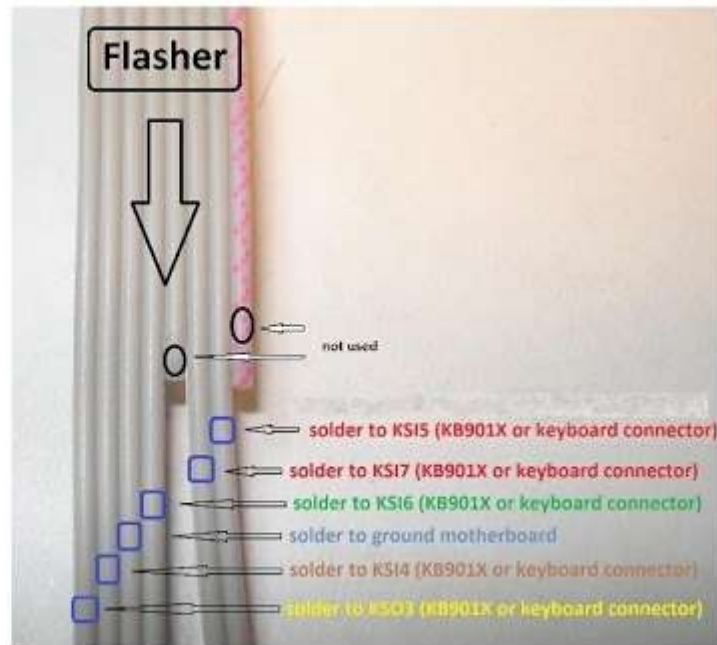 Flasher
not used
solder to KSI5 (KB901X or keyboard connector)
solder to KSI7 (KB901X or keyboard connector)
solder to KSI6 (KB901X or keyboard connector)
solder to ground motherboard
solder to KSI4 (KB901X or keyboard connector)
solder to KSO3 (KB901X or keyboard connector)